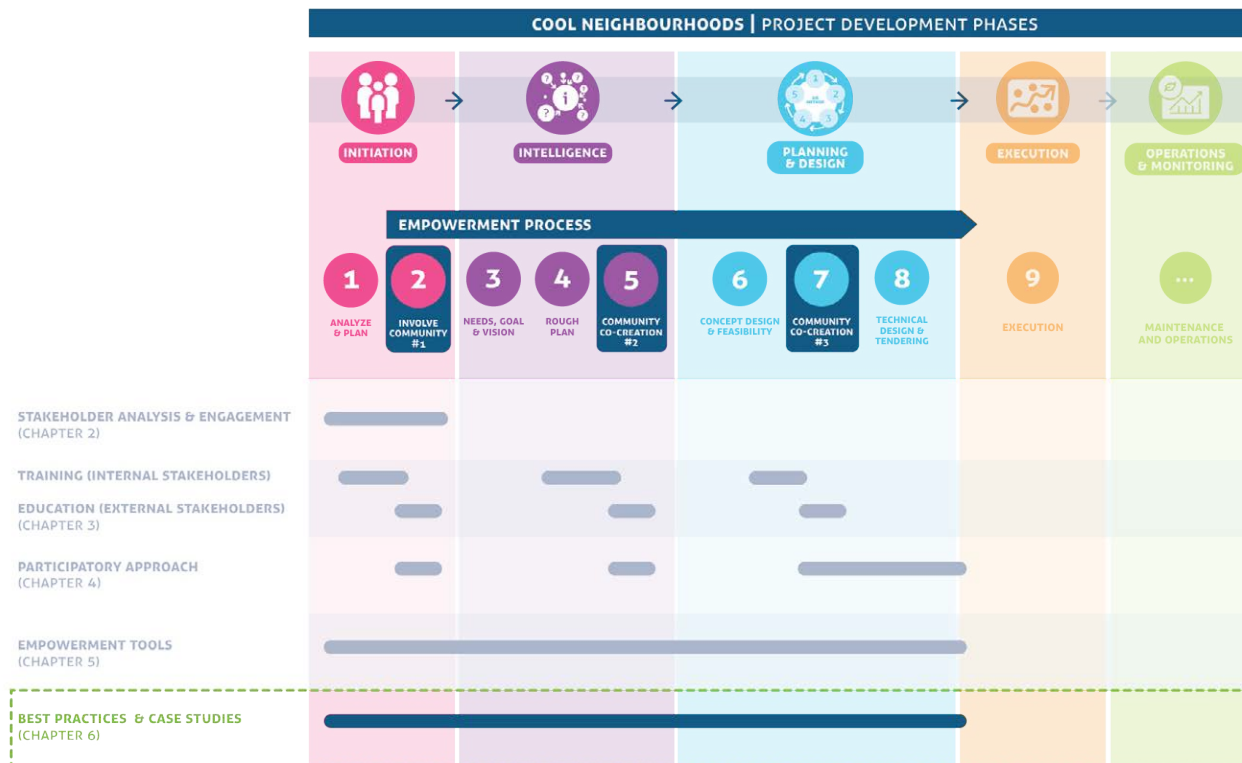 COOL NEIGHBOURHOODS | PROJECT DEVELOPMENT PHASES
INITIATION
INTELLIGENCE
PLANNING
& DESIGN
EXECUTION
OPERATIONS
& MONITORING
EMPOWERMENT PROCESS
1
ANALYZE
& PLAN
2
INVOLVE
COMMUNITY
#1
3
NEEDS, GOAL
& VISION
4
ROUGH
PLAN
5
COMMUNITY
CO-CREATION
#2
6
CONCEPT DESIGN
& FEASIBILITY
7
COMMUNITY
CO-CREATION
#3
8
TECHNICAL
DESIGN &
TENDERING
9
EXECUTION
...
MAINTENANCE
AND OPERATIONS
STAKEHOLDER ANALYSIS & ENGAGEMENT
(CHAPTER 2)
TRAINING (INTERNAL STAKEHOLDERS)
EDUCATION (EXTERNAL STAKEHOLDERS)
(CHAPTER 3)
PARTICIPATORY APPROACH
(CHAPTER 4)
EMPOWERMENT TOOLS
(CHAPTER 5)
BEST PRACTICES & CASE STUDIES
(CHAPTER 6)